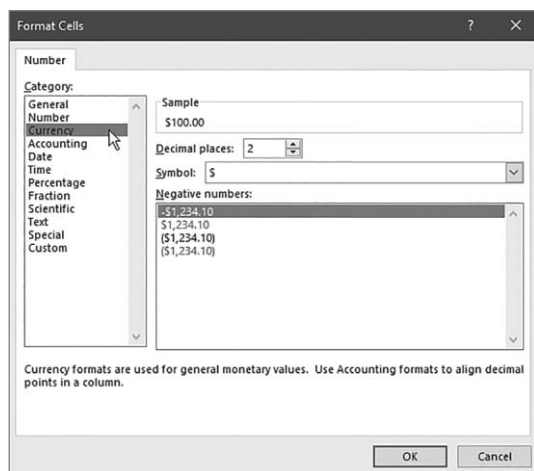 Format Cells
?
Number
Category:
General
Number
Currency
Accounting
Date
Time
Percentage
Fraction
Scientific
Text
Special
Custom
Sample
$100.00
Decimal places: 2
Symbol: $
Negative numbers:
-$1,234.10
$1,234.10
($1,234.10)
($1,234.10)
Currency formats are used for general monetary values.  Use Accounting formats to align decimal
points in a column.
OK
Cancel